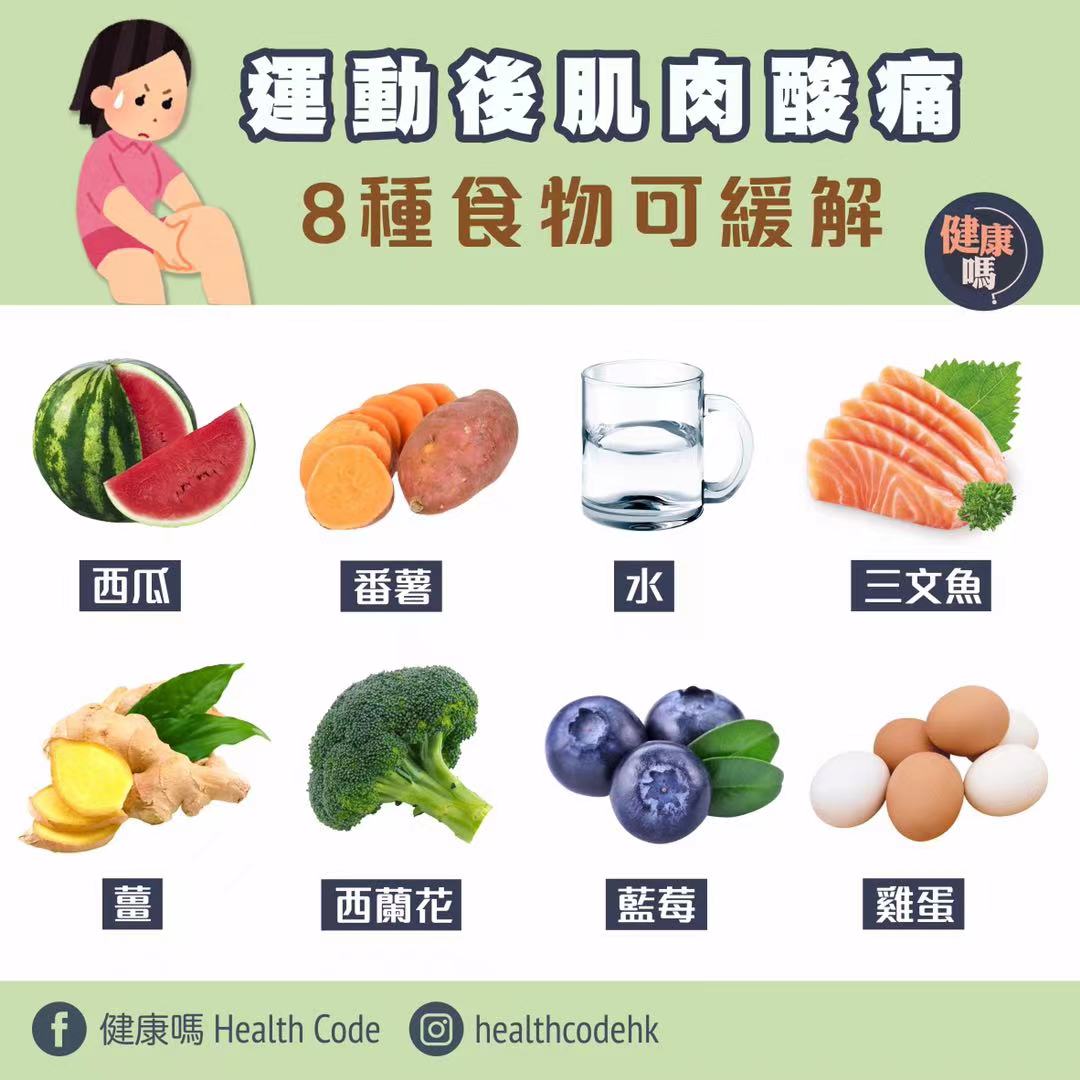 運動後肌肉酸痛
8種食物可緩解
健康
嗎?
西瓜
番薯
水
三文魚
薑
西蘭花
藍莓
雞蛋
健康嗎 Health Code
healthcodehk